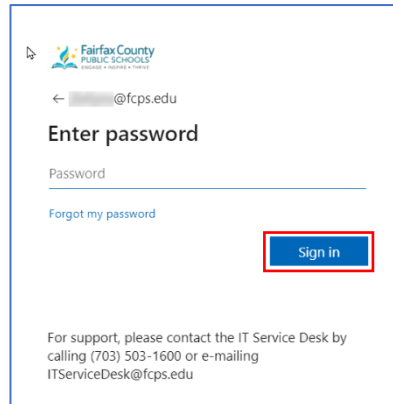 Fairfax County
PUBLIC SCHOOLS
ENGAGE • INSPIRE • THRIVE
← @fcps.edu
Enter password
Password
Forgot my password
Sign in
For support, please contact the IT Service Desk by
calling (703) 503-1600 or e-mailing
ITServiceDesk@fcps.edu